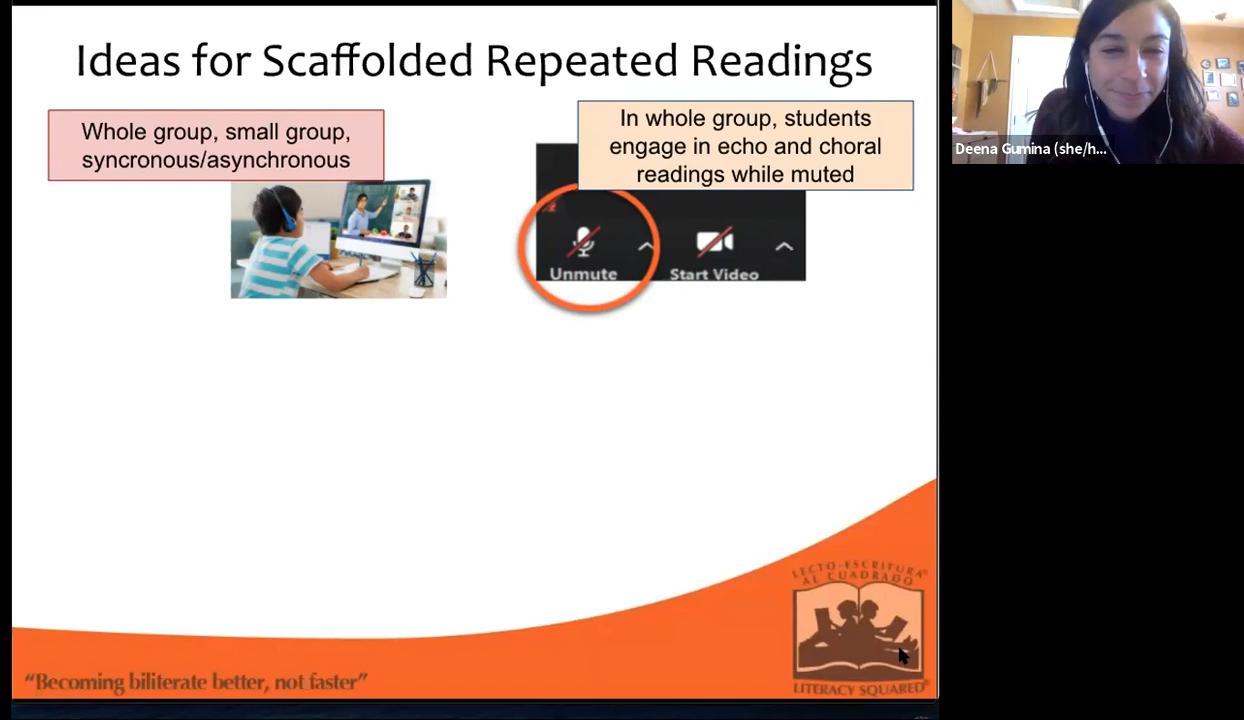 Ideas for Scaffolded Repeated Readings
Whole group, small group,
syncronous/asynchronous
In whole group, students
engage in echo and choral
readings while muted
Unmute
Start Video
Deena Gumina (she/h...
LECTO-ESCRITURA®
AL CUADRADO
LITERACY SQUARED®
“Becoming biliterate better, not faster”